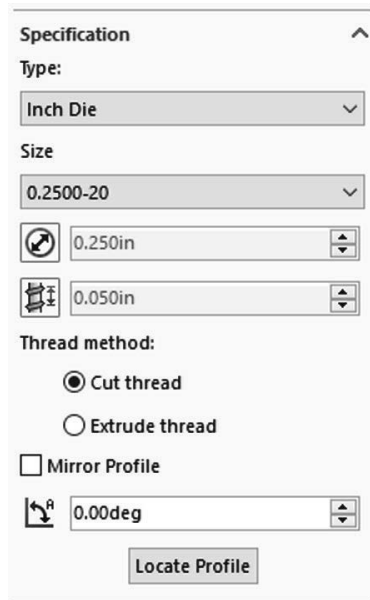 Specification
Type:
Inch Die
Size
0.2500-20
0.250in
0.050in
Thread method:
Cut thread
Extrude thread
Mirror Profile
A
0.00deg
Locate Profile